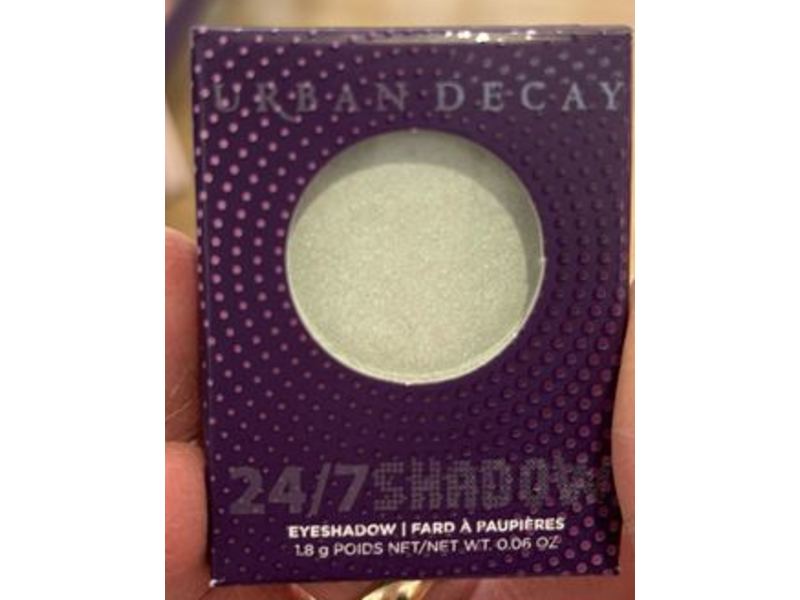 URBAN DECAY
24/7 SHADOW
EYESHADOW | FARD À PAUPIÈRES
1.8 g POIDS NET/NET WT. 0.06 OZ